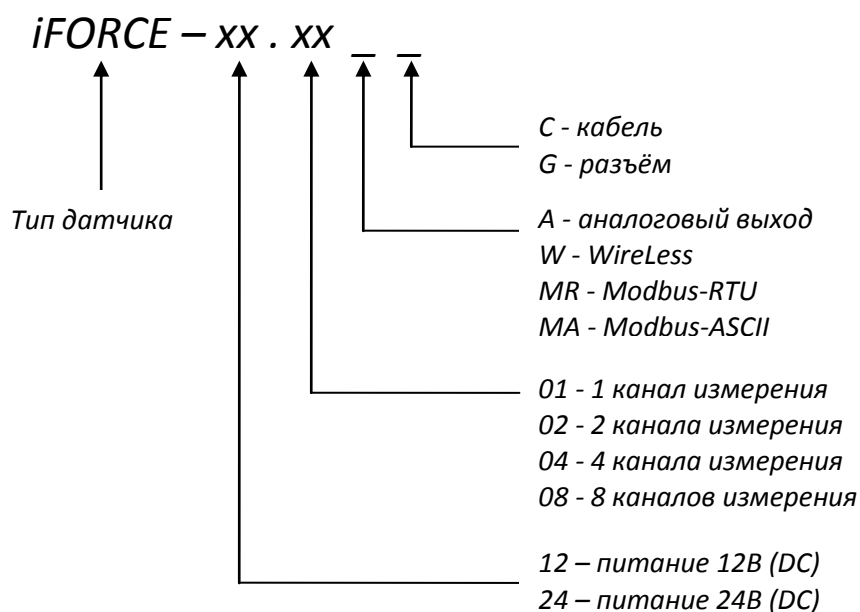 iFORCE – xx . xx _ _
C - кабель
G - разъём
Тип датчика
A - аналоговый выход
W - WireLess
MR - Modbus-RTU
MA - Modbus-ASCII
01 - 1 канал измерения
02 - 2 канала измерения
04 - 4 канала измерения
08 - 8 каналов измерения
12 – питание 12В (DC)
24 – питание 24В (DC)